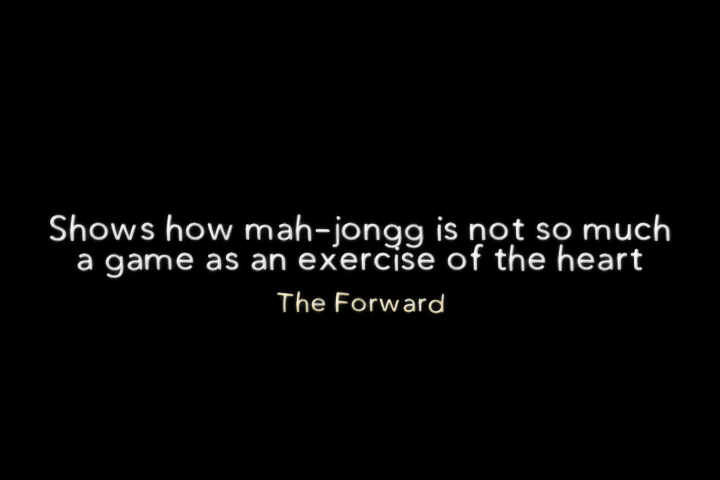 Shows how mah-jongg is not so much
a game as an exercise of the heart
The Forward